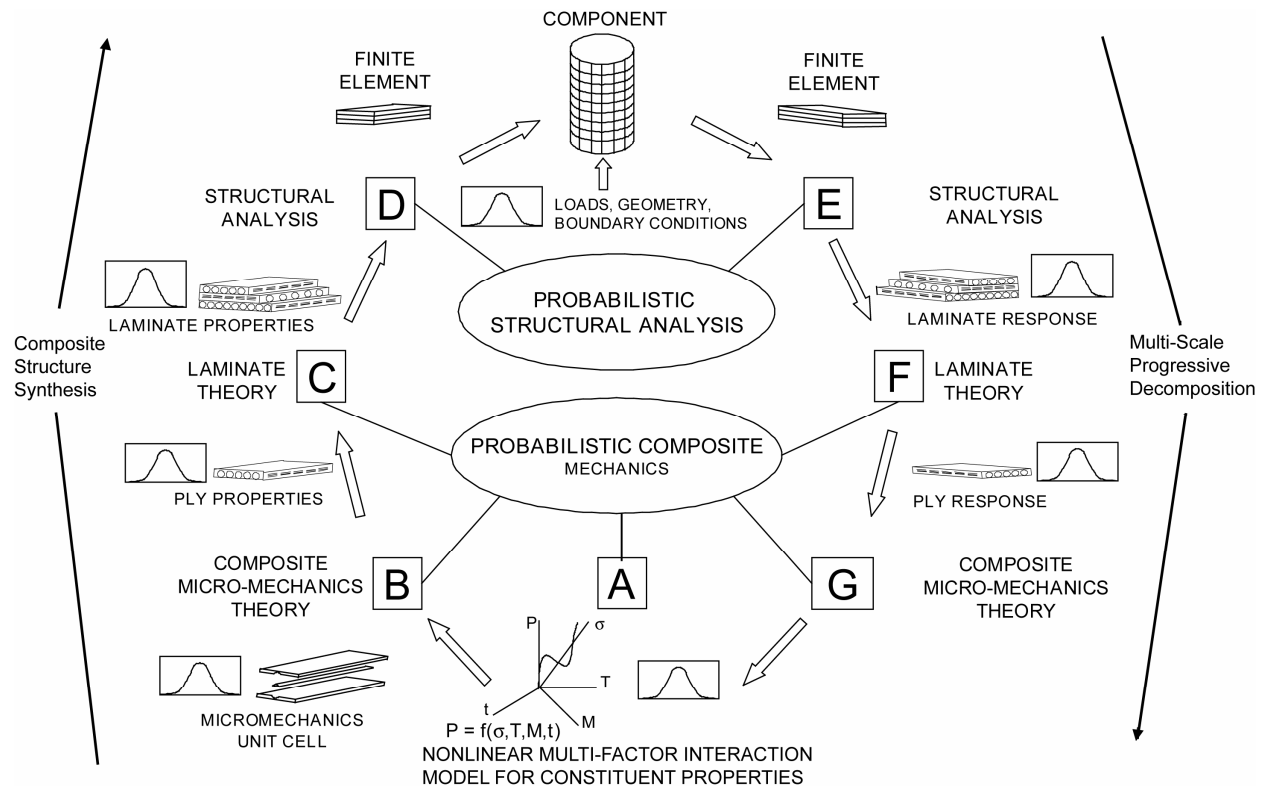 COMPONENT
FINITE
ELEMENT
FINITE
ELEMENT
STRUCTURAL
ANALYSIS
D
LOADS, GEOMETRY,
BOUNDARY CONDITIONS
E
STRUCTURAL
ANALYSIS
PROBABILISTIC
STRUCTURAL ANALYSIS
LAMINATE PROPERTIES
LAMINATE RESPONSE
Composite
Structure
Synthesis
Multi-Scale
Progressive
Decomposition
LAMINATE
THEORY
C
F
LAMINATE
THEORY
PROBABILISTIC COMPOSITE
MECHANICS
PLY PROPERTIES
PLY RESPONSE
COMPOSITE
MICRO-MECHANICS
THEORY
B
A
G
COMPOSITE
MICRO-MECHANICS
THEORY
P
σ
T
M
t
P = f(σ,T,M,t)
MICROMECHANICS
UNIT CELL
NONLINEAR MULTI-FACTOR INTERACTION
MODEL FOR CONSTITUENT PROPERTIES